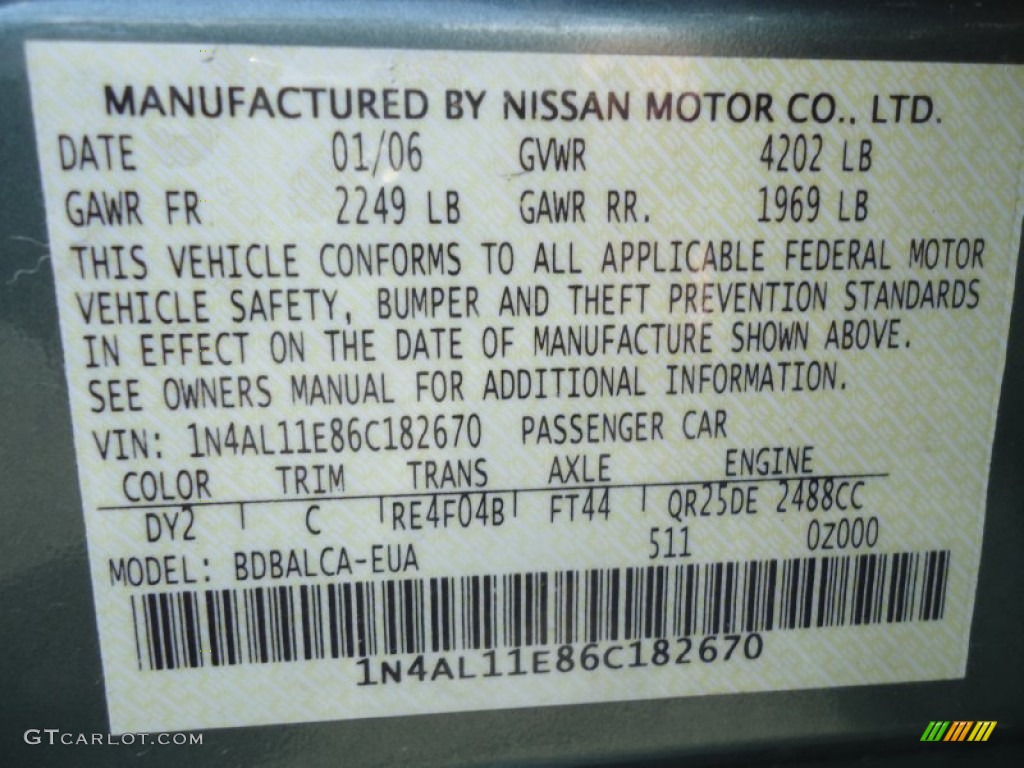 MANUFACTURED BY NISSAN MOTOR CO., LTD.
DATE 01/06 GVWR 4202 LB
GAWR FR 2249 LB GAWR RR. 1969 LB
THIS VEHICLE CONFORMS TO ALL APPLICABLE FEDERAL MOTOR
VEHICLE SAFETY, BUMPER AND THEFT PREVENTION STANDARDS
IN EFFECT ON THE DATE OF MANUFACTURE SHOWN ABOVE.
SEE OWNERS MANUAL FOR ADDITIONAL INFORMATION.
VIN: 1N4AL11E86C182670 PASSENGER CAR
COLOR TRIM TRANS AXLE ENGINE
DY2 C RE4F04B FT44 QR25DE 2488CC
511 0Z000
MODEL: BDBALCA-EUA
1N4AL11E86C182670
GTCARLOT.COM